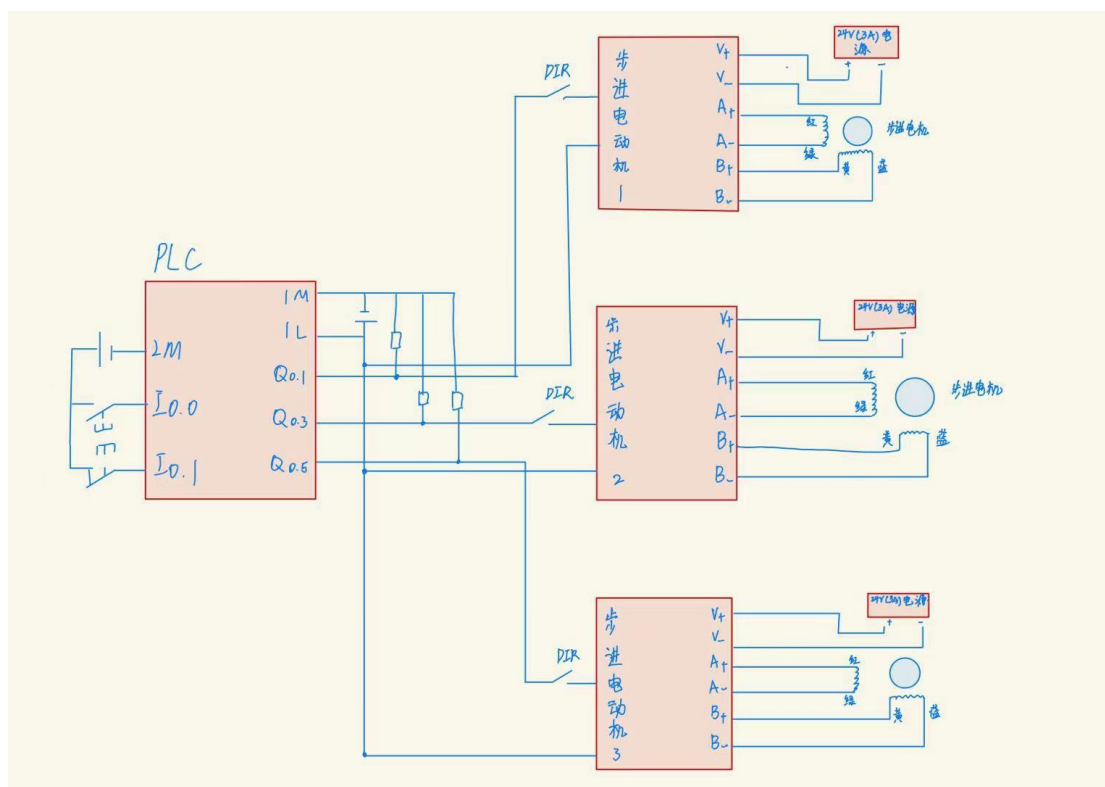 PLC
1M
1L
2M
Q0.1
I0.0
Q0.3
I0.1
Q0.5
DIR
步进电动机1
V+
V-
A+
A-
B+
B-
24V(3A)电源
+
-
红
绿
黄
蓝
步进电机
DIR
步进电动机2
V+
V-
A+
A-
B+
B-
24V(3A)电源
+
-
红
绿
黄
蓝
步进电机
DIR
步进电动机3
V+
V-
A+
A-
B+
B-
24V(3A)电源
+
-
红
绿
黄
蓝